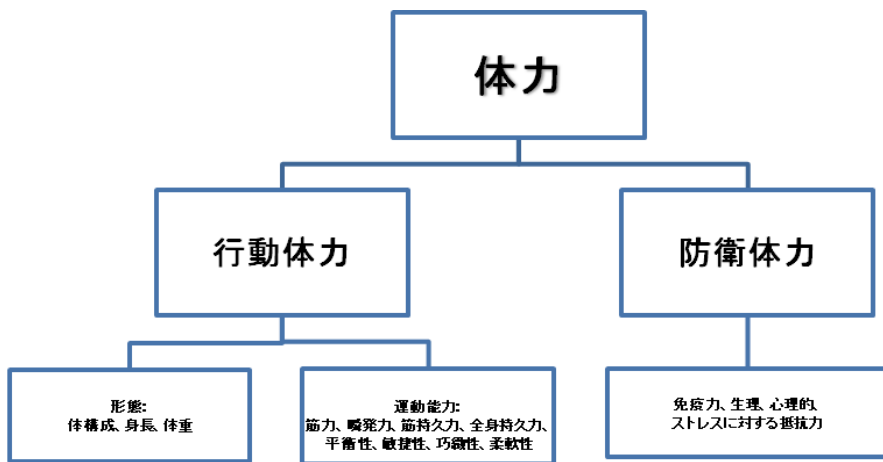 体力
行動体力
防衛体力
形態:
体構成、身長、体重
運動能力:
筋力、瞬発力、筋持久力、全身持久力、
平衡性、敏捷性、巧緻性、柔軟性
免疫力、生理、心理的、
ストレスに対する抵抗力